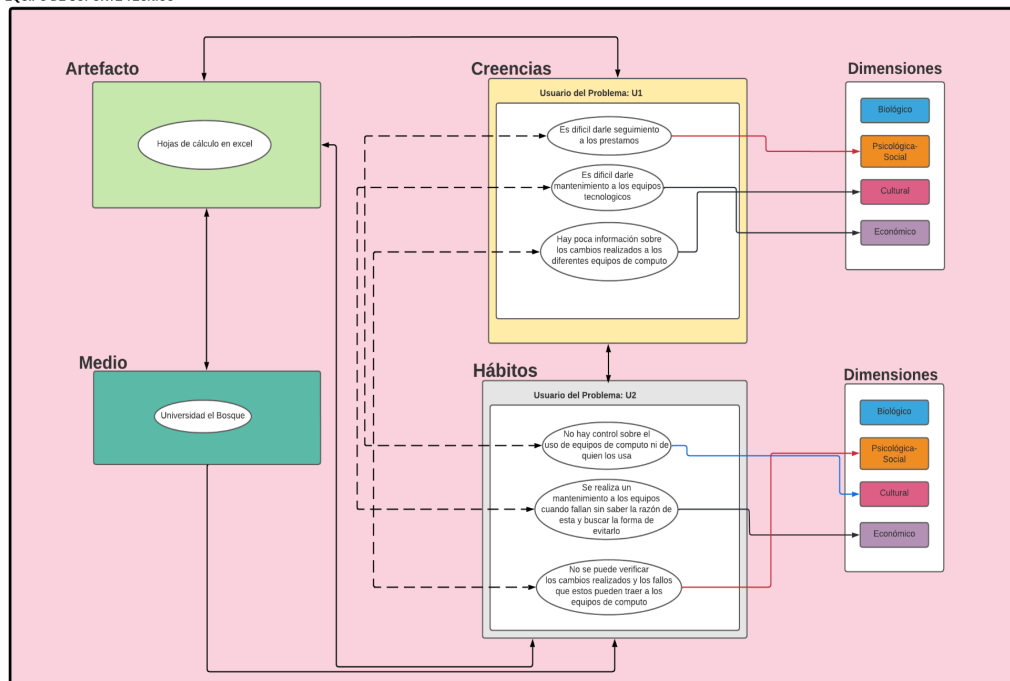 Artefacto
Hojas de cálculo en excel
Medio
Universidad el Bosque
Creencias
Usuario del Problema: U1
Es dificil darle seguimiento
a los prestamos
Es dificil darle
mantenimiento a los equipos
tecnologicos
Hay poca información sobre
los cambios realizados a los
diferentes equipos de computo
Dimensiones
Biológico
Psicológica-
Social
Cultural
Económico
Hábitos
Usuario del Problema: U2
No hay control sobre el
uso de equipos de computo ni de
quien los usa
Se realiza un
mantenimiento a los equipos
cuando fallan sin saber la razón de
esta y buscar la forma de
evitarlo
No se puede verificar
los cambios realizados y los fallos
que estos pueden traer a los
equipos de computo
Dimensiones
Biológico
Psicológica-
Social
Cultural
Económico